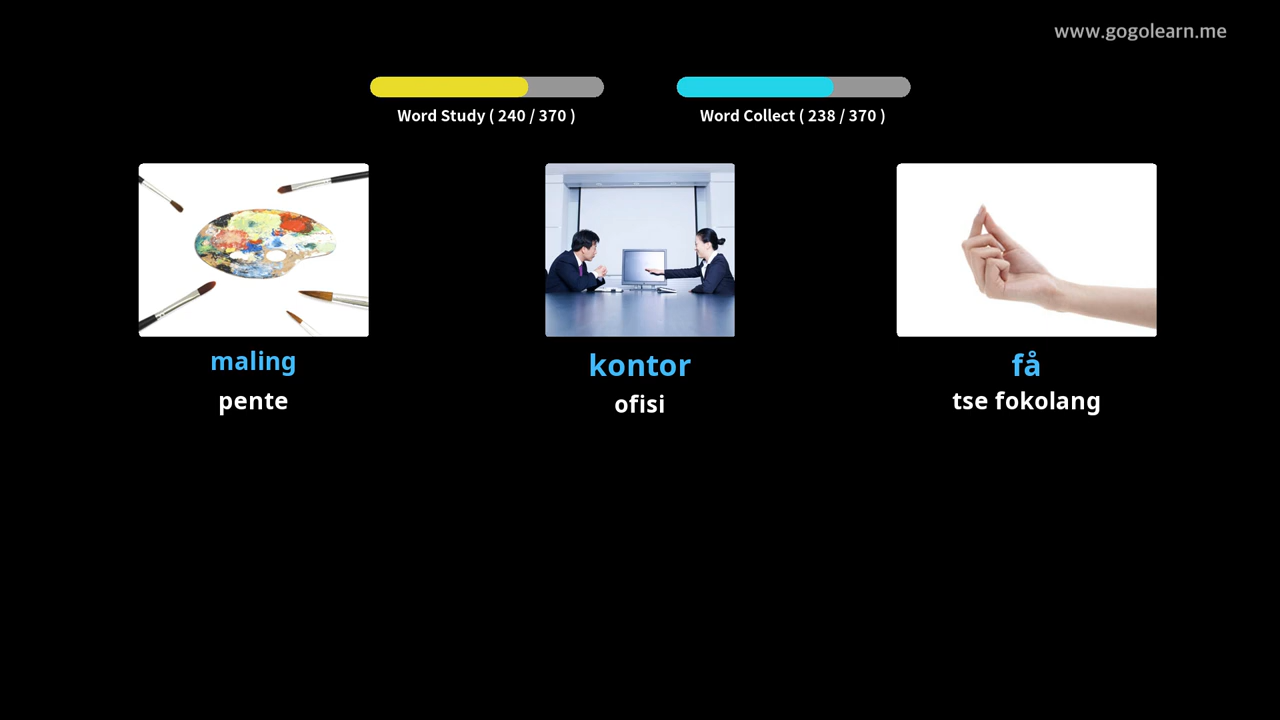 www.gogolearn.me
Word Study ( 240 / 370 )
Word Collect ( 238 / 370 )
maling
pente
kontor
ofisi
få
tse fokolang